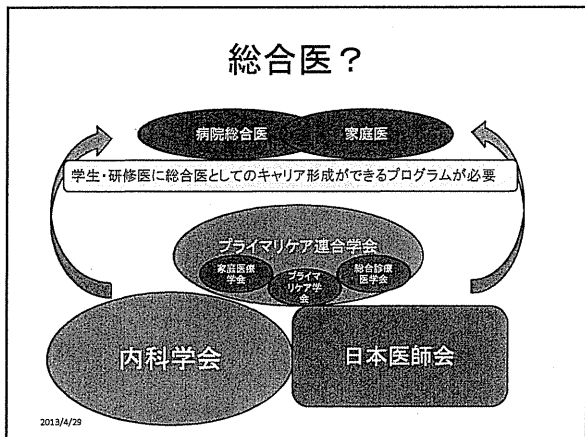 総合医？
病院総合医
家庭医
学生・研修医に総合医としてのキャリア形成ができるプログラムが必要
プライマリケア連合学会
家庭医療
学会
プライマ
リケア学
会
総合診療
医学会
内科学会
日本医師会
2013/4/29